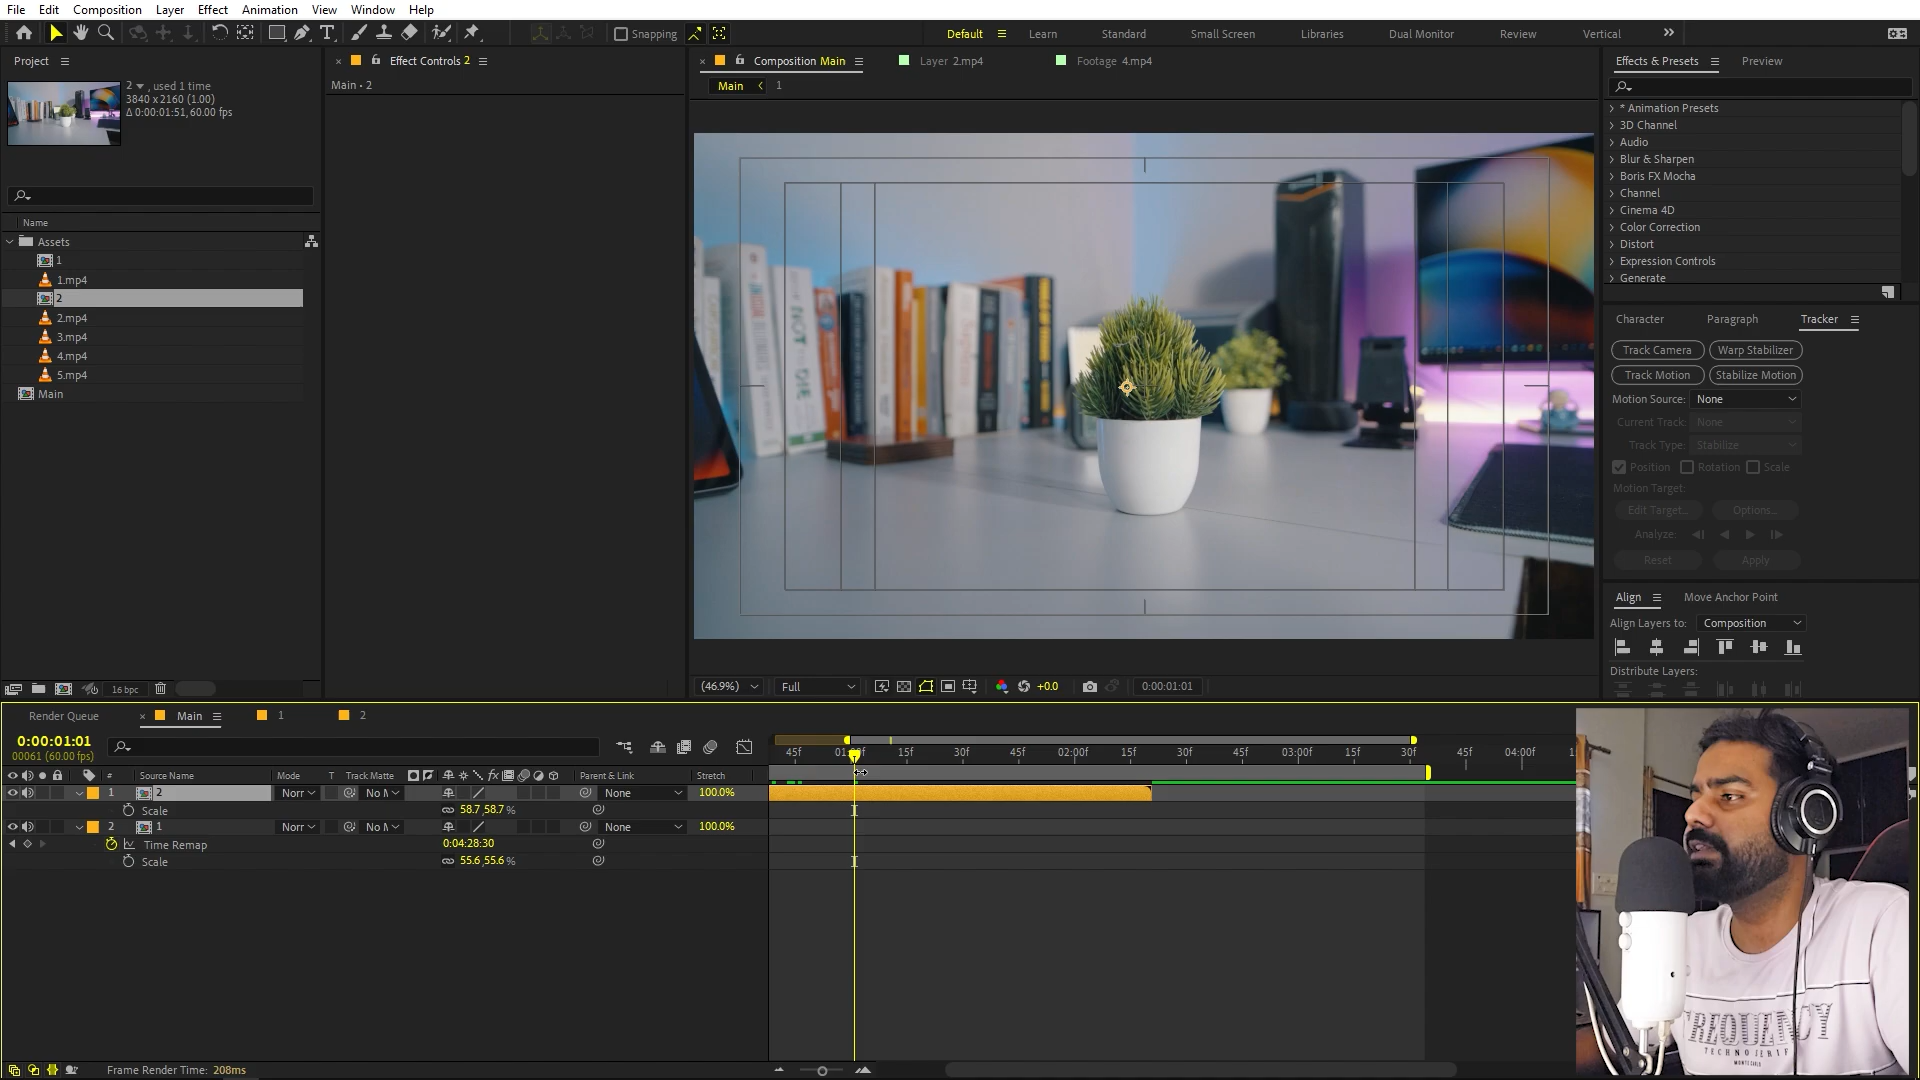 File Edit Composition Layer Effect Animation View Window Help
Snapping Default Learn Standard Small Screen Libraries Dual Monitor Review Vertical
Project
Effect Controls 2
Composition Main
Layer 2.mp4
Footage 4.mp4
Effects & Presets
Preview
2 , used 1 time
3840 x 2160 (1.00)
Δ 0:00:01:51, 60.00 fps
Main • 2
Main 1
Name
Assets
1
1.mp4
2
2.mp4
3.mp4
4.mp4
5.mp4
Main
* Animation Presets
3D Channel
Audio
Blur & Sharpen
Boris FX Mocha
Channel
Cinema 4D
Color Correction
Distort
Expression Controls
Generate
Character Paragraph Tracker
Track Camera Warp Stabilizer
Track Motion Stabilize Motion
Motion Source: None
Current Track: None
Track Type: Stabilize
Position Rotation Scale
Motion Target:
Edit Target... Options...
Analyze:
Reset Apply
Align Move Anchor Point
Align Layers to: Composition
Distribute Layers:
16 bpc
(46.9%) Full +0.0 0:00:01:01
Render Queue Main 1 2
0:00:01:01
00061 (60.00 fps)
45f 01:00f 15f 30f 45f 02:00f 15f 30f 45f 03:00f 15f 30f 45f 04:00f
# Source Name Mode T Track Matte Parent & Link Stretch
1 2 Norr No M None 100.0%
Scale 58.7,58.7 %
2 1 Norr No M None 100.0%
Time Remap 0:04:28:30
Scale 55.6,55.6 %
Frame Render Time: 208ms
FREQUENCY
TECHNO SERIF